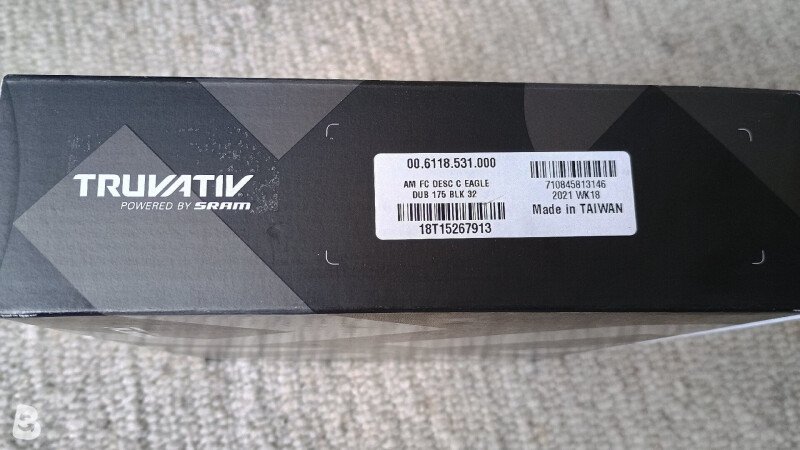 TRUVATIV
POWERED BY SRAM
00.6118.531.000
AM FC DESC C EAGLE
DUB 175 BLK 32
18T15267913
710845813146
2021 WK18
Made in TAIWAN
B